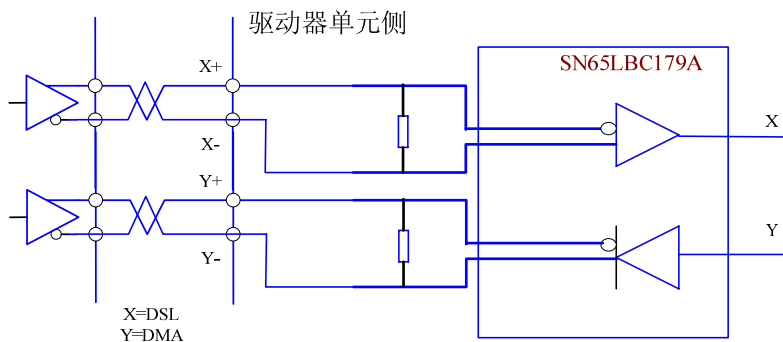 驱动器单元侧
SN65LBC179A
X+
X
X-
Y+
Y
Y-
X=DSL
Y=DMA